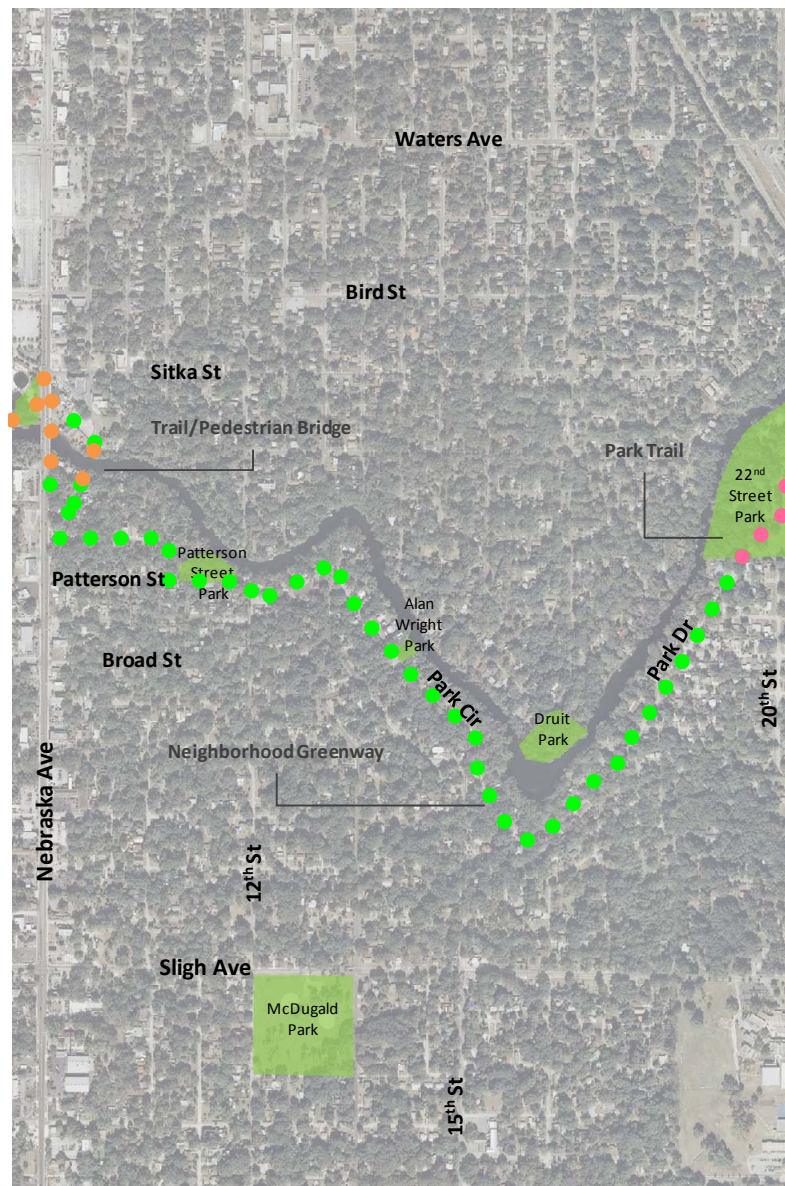 Waters Ave
Bird St
Sitka St
Trail/Pedestrian Bridge
Park Trail
22nd
Street
Park
Patterson
Street
Park
Patterson St
Alan
Wright
Park
Broad St
Park Dr
Park Cir
20th St
Druit
Park
Neighborhood Greenway
Nebraska Ave
12th St
Sligh Ave
McDugald
Park
15th St